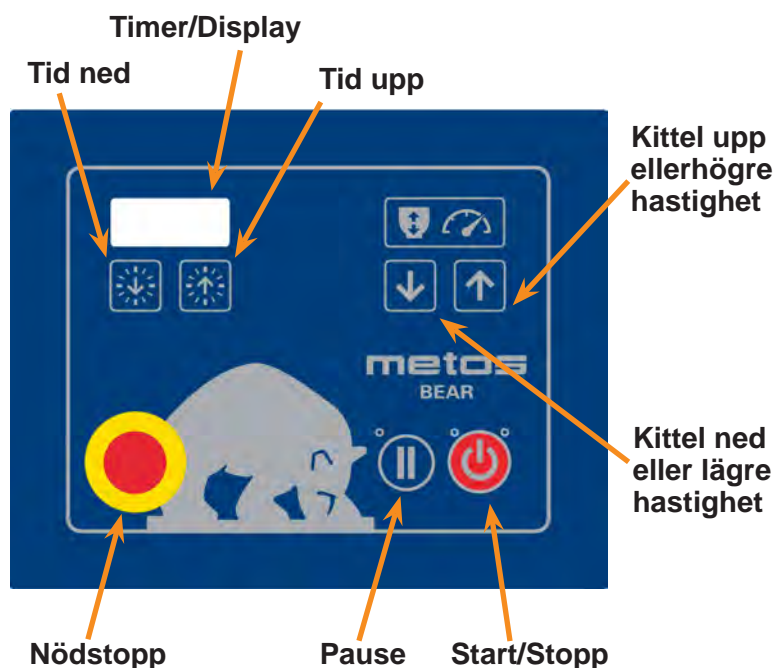 Timer/Display
Tid ned
Tid upp
Kittel upp
ellerhögre
hastighet
metos
BEAR
Kittel ned
eller lägre
hastighet
Nödstopp
Pause
Start/Stopp